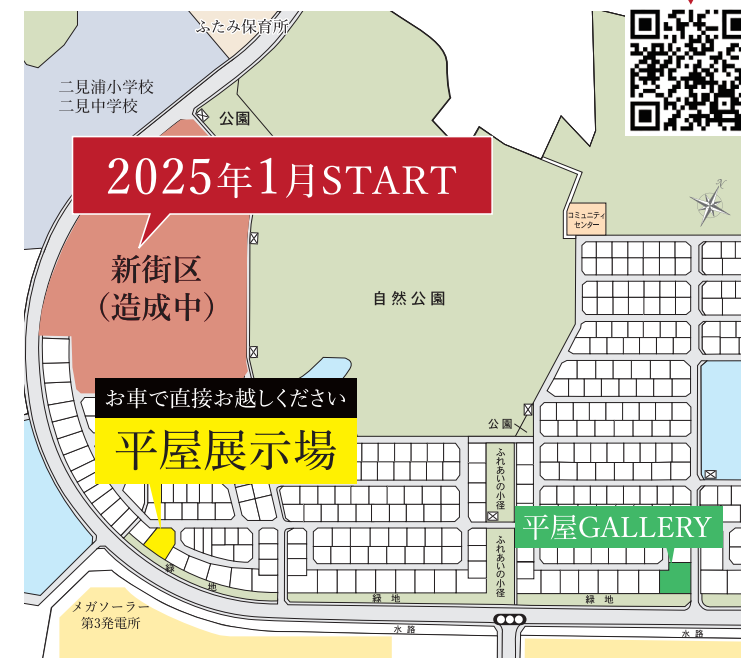 ふたみ保育所
二見浦小学校
二見中学校
公園
2025年1月START
N
コミュニティ
センター
新街区
(造成中)
自然公園
お車で直接お越しください
平屋展示場
公園
ふれあいの小径
平屋GALLERY
ふれあいの小径
緑地
緑地
緑地
メガソーラー
第3発電所
水路
水路